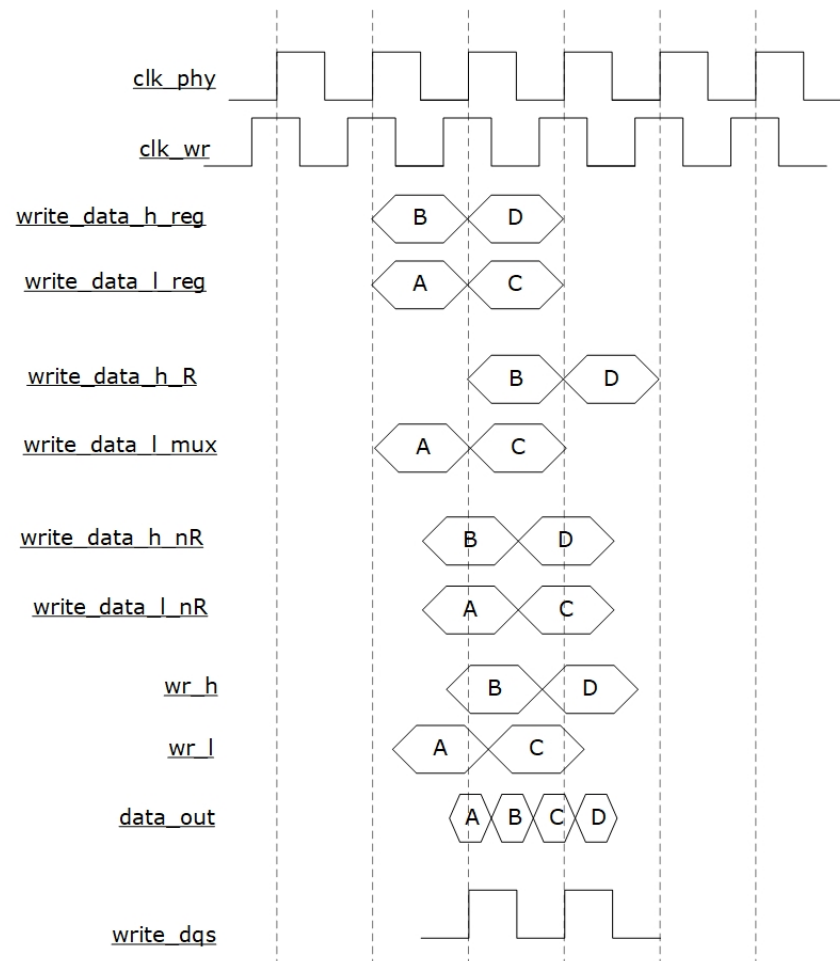 clk_phy
clk_wr
write_data_h_reg B D
write_data_l_reg A C
write_data_h_R B D
write_data_l_mux A C
write_data_h_nR B D
write_data_l_nR A C
wr_h B D
wr_l A C
data_out A B C D
write_dqs